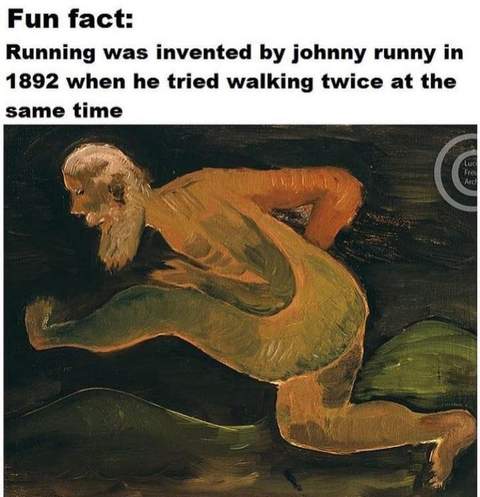 Fun fact:
Running was invented by johnny runny in
1892 when he tried walking twice at the
same time